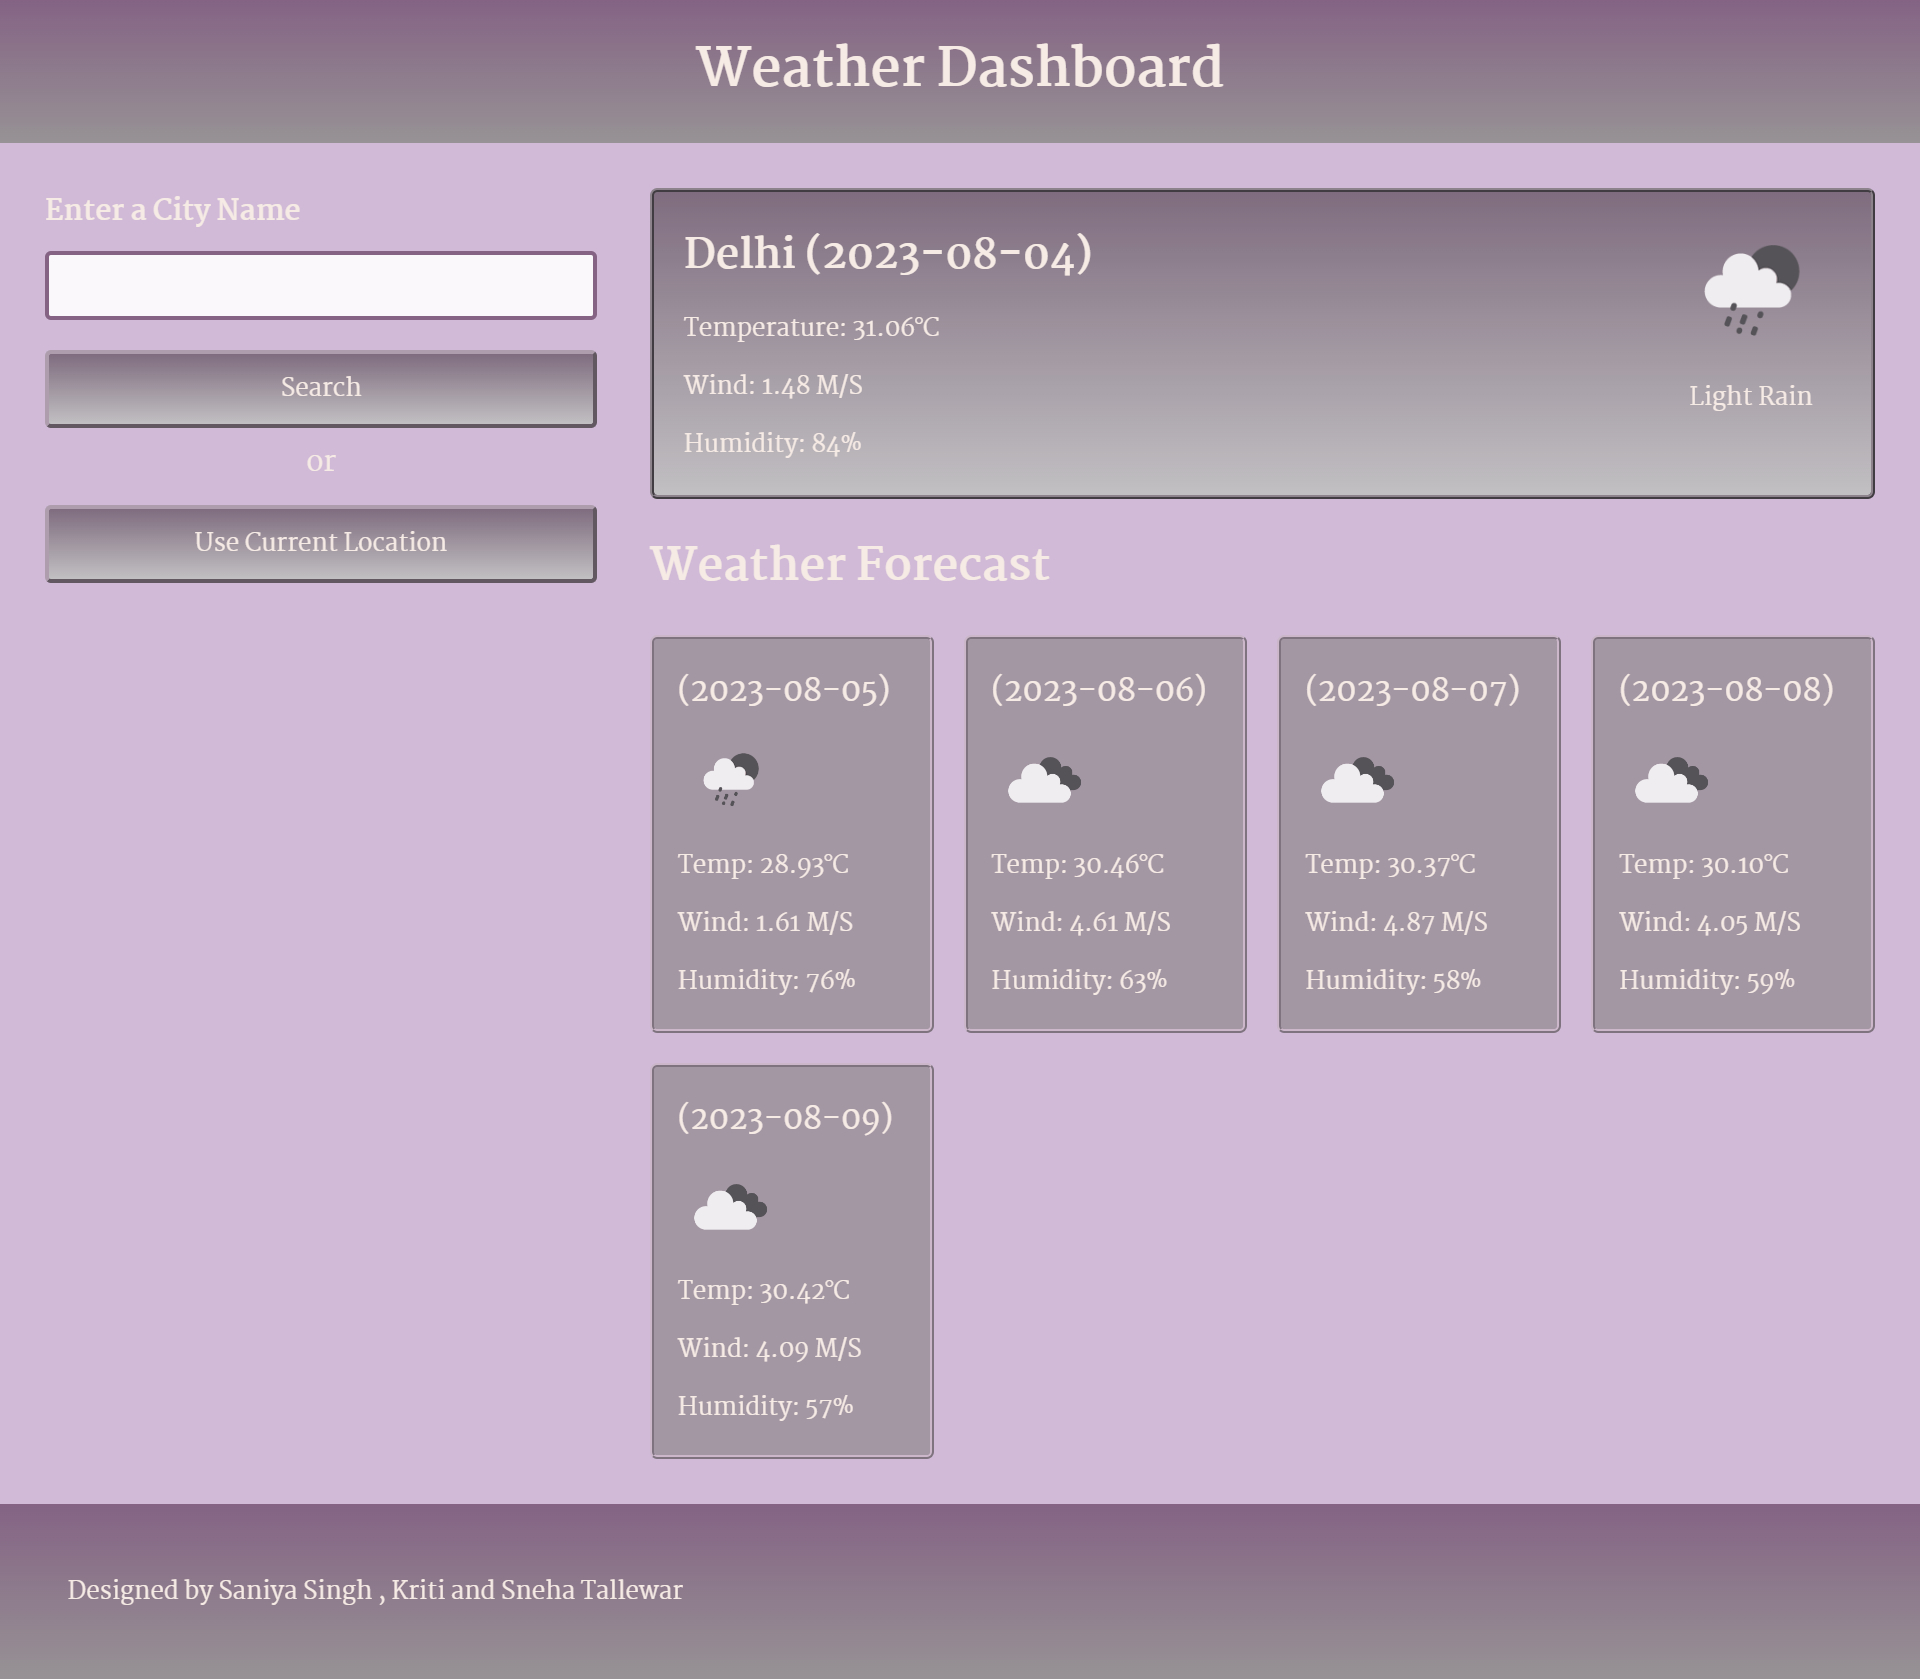 Weather Dashboard
Enter a City Name
Search
or
Use Current Location
Delhi (2023-08-04)
Temperature: 31.06°C
Wind: 1.48 M/S
Humidity: 84%
Light Rain
Weather Forecast
(2023-08-05)
Temp: 28.93°C
Wind: 1.61 M/S
Humidity: 76%
(2023-08-06)
Temp: 30.46°C
Wind: 4.61 M/S
Humidity: 63%
(2023-08-07)
Temp: 30.37°C
Wind: 4.87 M/S
Humidity: 58%
(2023-08-08)
Temp: 30.10°C
Wind: 4.05 M/S
Humidity: 59%
(2023-08-09)
Temp: 30.42°C
Wind: 4.09 M/S
Humidity: 57%
Designed by Saniya Singh , Kriti and Sneha Tallewar